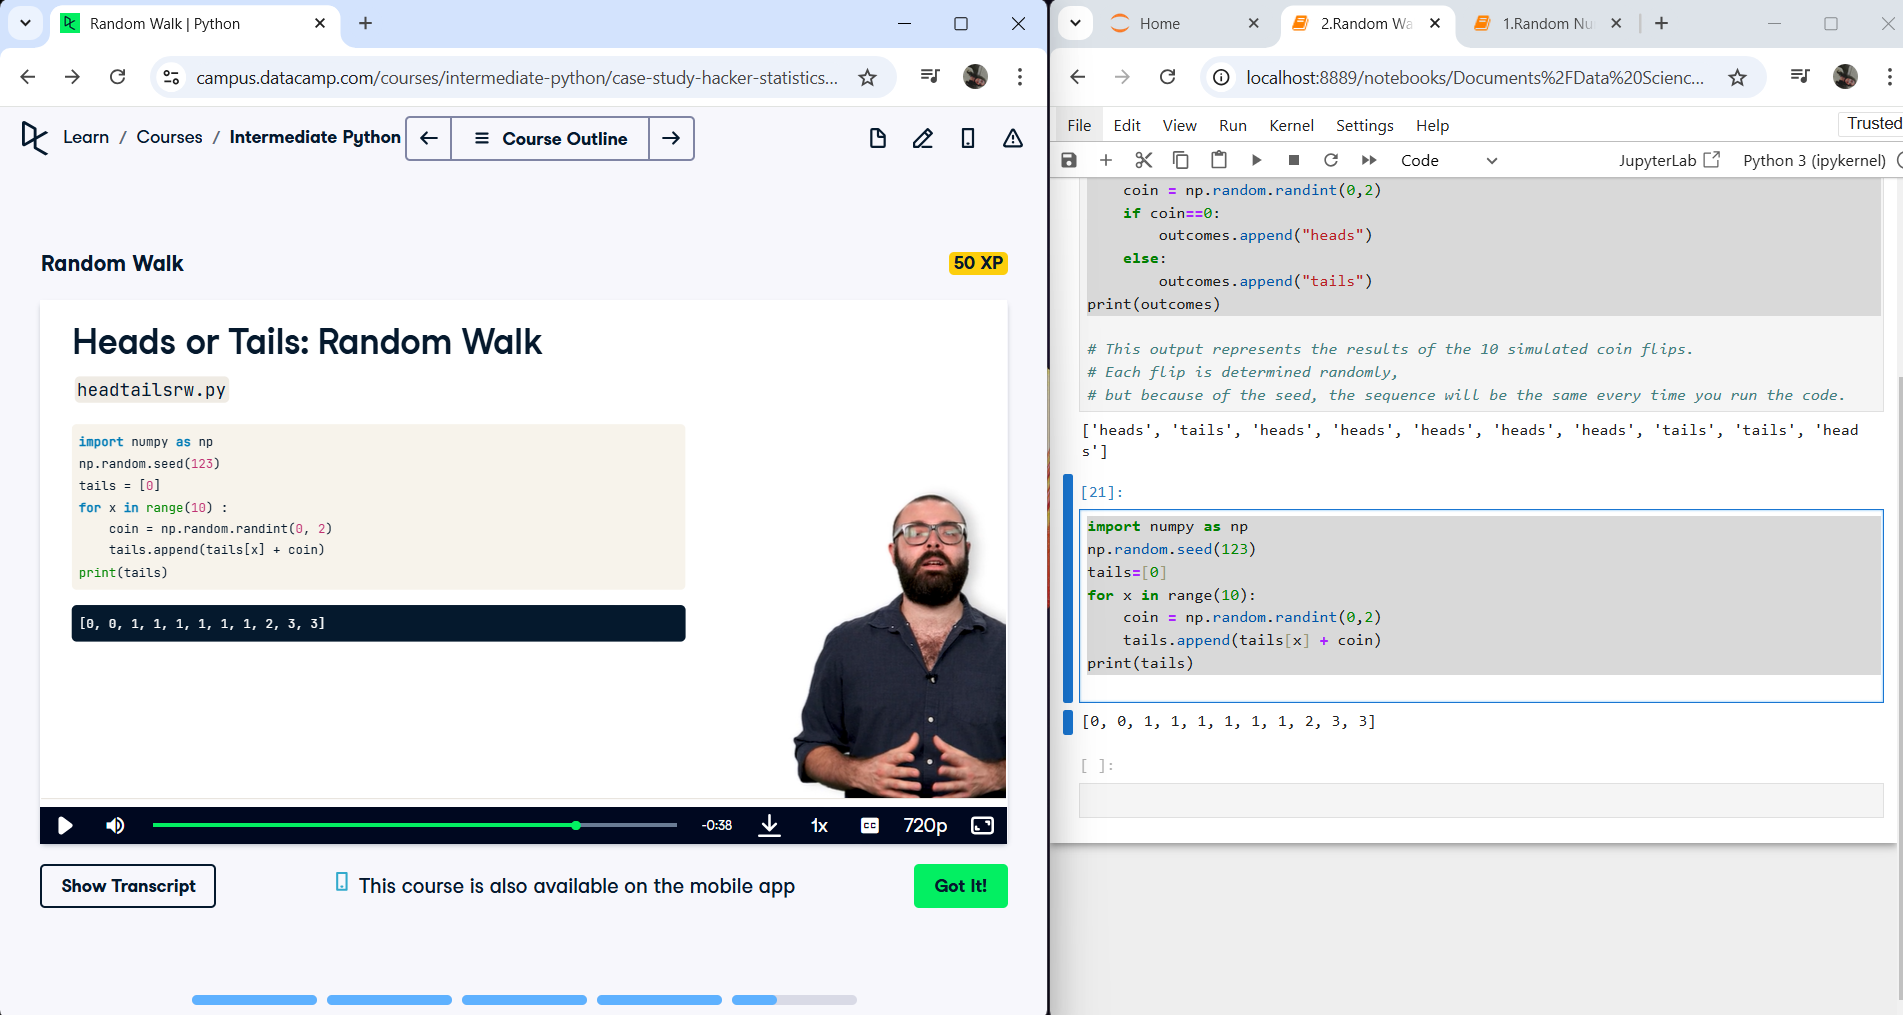 Random Walk | Python
campus.datacamp.com/courses/intermediate-python/case-study-hacker-statistics...
Learn / Courses / Intermediate Python
Course Outline
Random Walk
50 XP
Heads or Tails: Random Walk
headtailsrw.py
import numpy as np
np.random.seed(123)
tails = [0]
for x in range(10) :
    coin = np.random.randint(0, 2)
    tails.append(tails[x] + coin)
print(tails)
[0, 0, 1, 1, 1, 1, 1, 1, 2, 3, 3]
-0:38
1x
CC
720p
Show Transcript
This course is also available on the mobile app
Got It!
Home
2.Random Wa
1.Random Nu
localhost:8889/notebooks/Documents%2FData%20Scienc...
File Edit View Run Kernel Settings Help
Trusted
Code
JupyterLab
Python 3 (ipykernel)
    coin = np.random.randint(0,2)
    if coin==0:
        outcomes.append("heads")
    else:
        outcomes.append("tails")
print(outcomes)
# This output represents the results of the 10 simulated coin flips.
# Each flip is determined randomly,
# but because of the seed, the sequence will be the same every time you run the code.
['heads', 'tails', 'heads', 'heads', 'heads', 'heads', 'heads', 'tails', 'tails', 'head
s']
[21]:
import numpy as np
np.random.seed(123)
tails=[0]
for x in range(10):
    coin = np.random.randint(0,2)
    tails.append(tails[x] + coin)
print(tails)
[0, 0, 1, 1, 1, 1, 1, 1, 2, 3, 3]
[ ]: